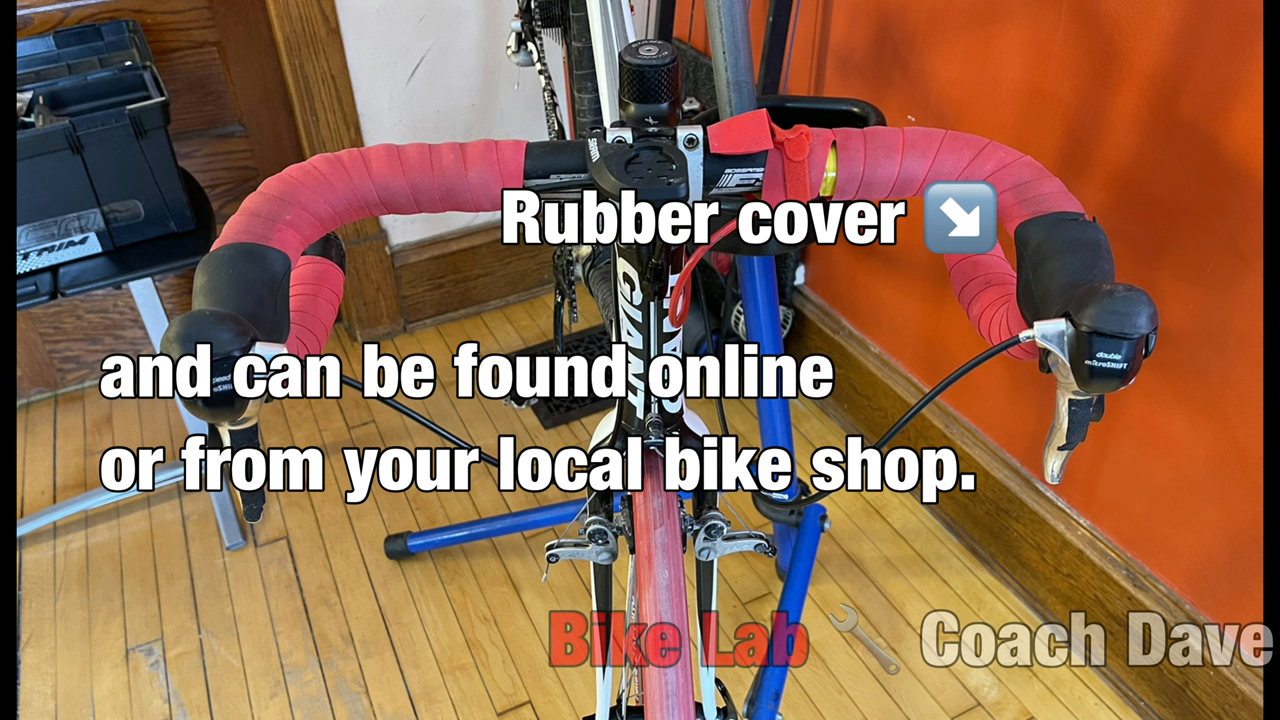 SRAM
Rubber cover ↘
GIANT
and can be found online
or from your local bike shop.
double
microSHIFT
Bike Lab 🔧 Coach Dave